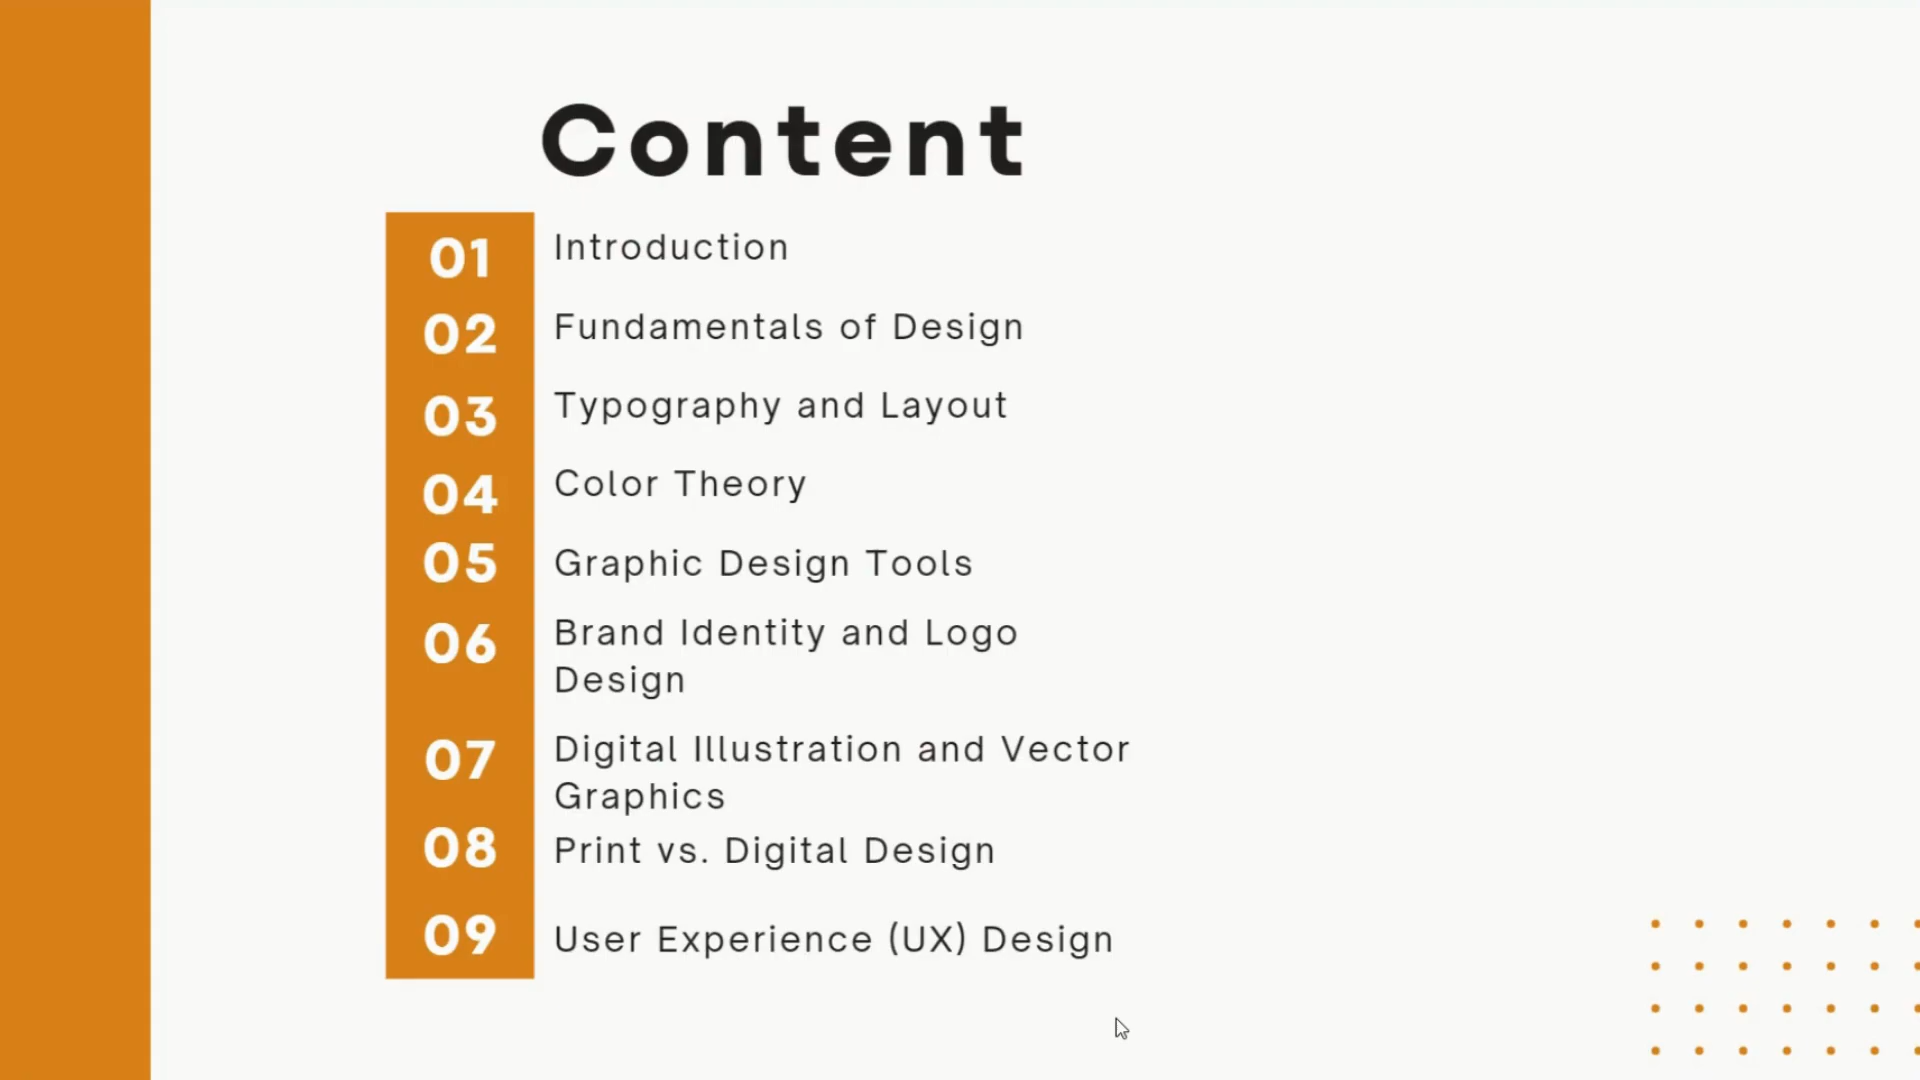 Content
01 Introduction
02 Fundamentals of Design
03 Typography and Layout
04 Color Theory
05 Graphic Design Tools
06 Brand Identity and Logo
Design
07 Digital Illustration and Vector
Graphics
08 Print vs. Digital Design
09 User Experience (UX) Design